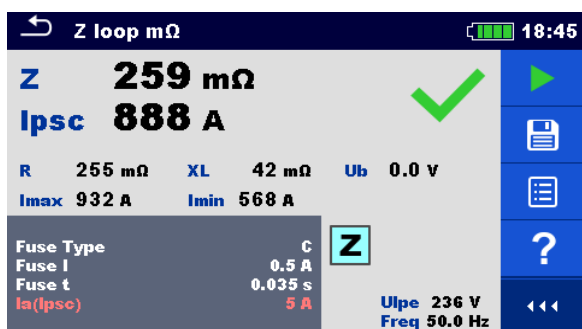 Z loop mΩ 18:45
Z 259 mΩ
Ipsc 888 A
R 255 mΩ XL 42 mΩ Ub 0.0 V
Imax 932 A Imin 568 A
Fuse Type C
Z
Fuse I 0.5 A
Fuse t 0.035 s
Ia(Ipsc) 5 A
Ulpe 236 V
Freq 50.0 Hz
?